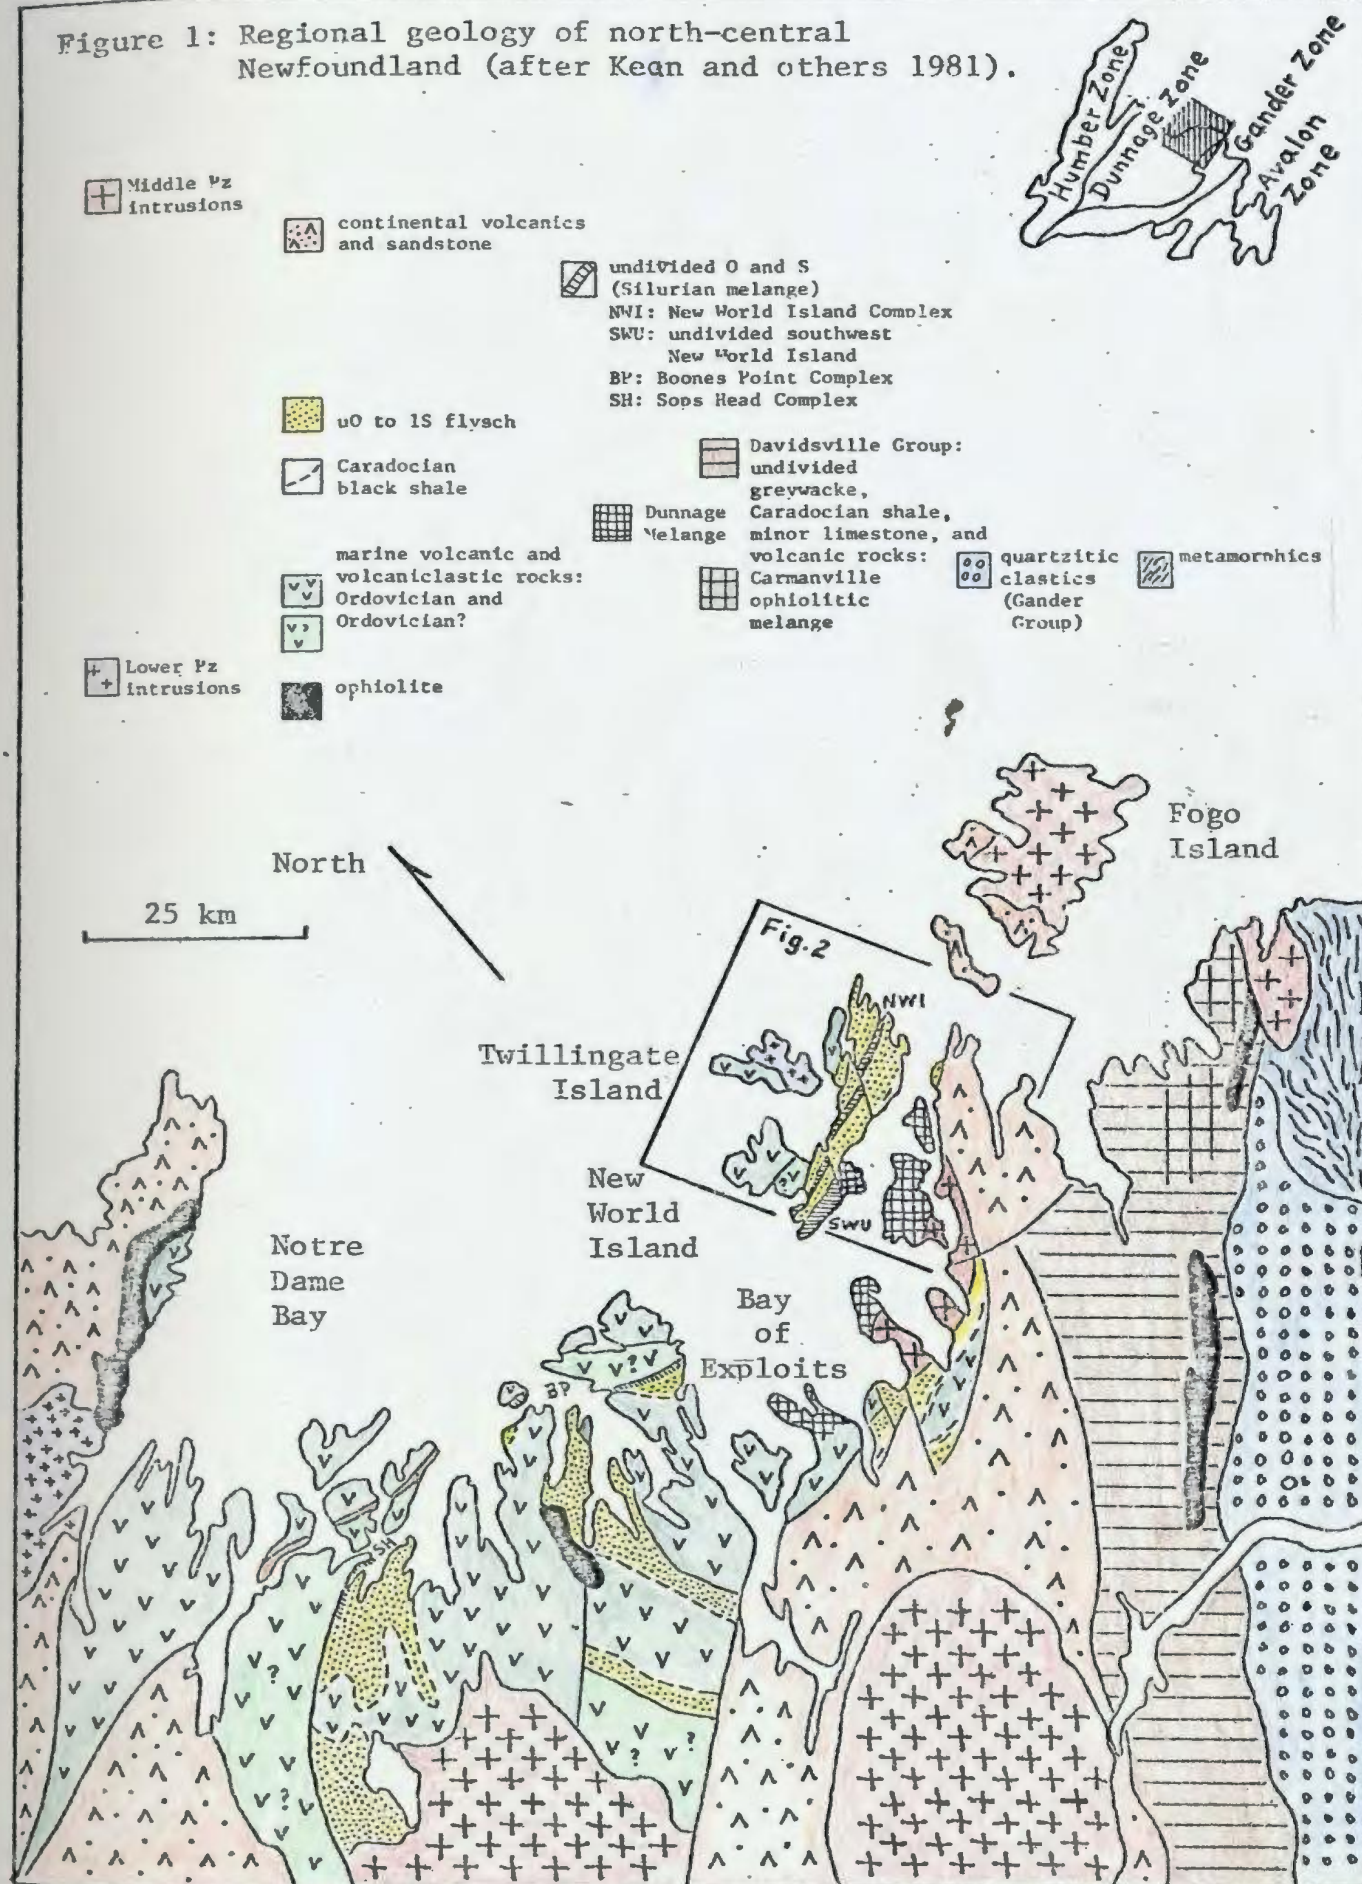 Figure 1: Regional geology of north-central
Newfoundland (after Kean and others 1981).
Humber Zone
Dunnage Zone
Gander Zone
Avalon
Zone
Middle Pz
intrusions
continental volcanics
and sandstone
undivided O and S
(Silurian melange)
NWI: New World Island Complex
SWU: undivided southwest
New World Island
BP: Boones Point Complex
SH: Sops Head Complex
uO to lS flysch
Caradocian
black shale
Davidsville Group:
undivided
greywacke,
Caradocian shale,
minor limestone, and
volcanic rocks:
Dunnage
Melange
Carmanville
ophiolitic
melange
quartzitic
clastics
(Gander
Group)
metamorphics
marine volcanic and
volcaniclastic rocks:
Ordovician and
Ordovician?
Lower Pz
intrusions
ophiolite
North
25 km
Fogo
Island
Fig.2
NWI
Twillingate
Island
New
World
Island
SWU
Notre
Dame
Bay
Bay
of
Exploits
BP
SH